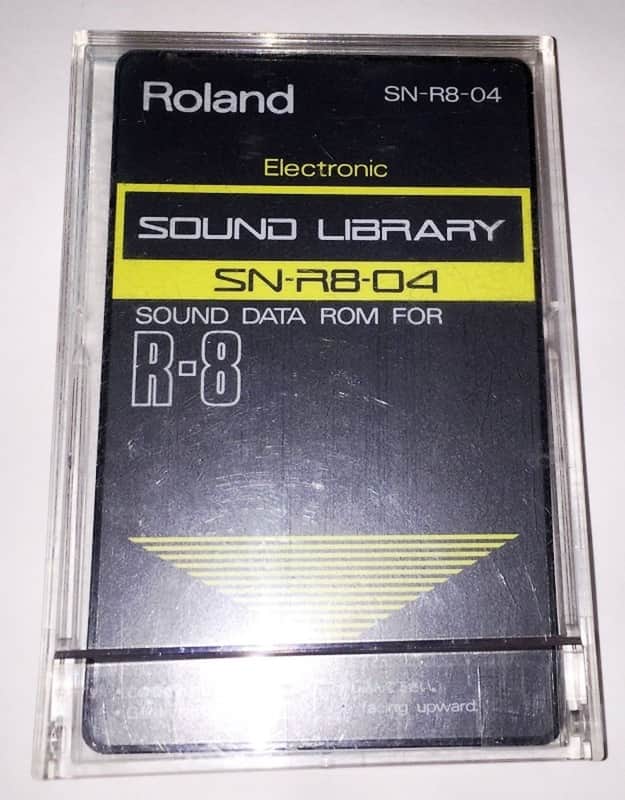 Roland
SN-R8-04
Electronic
SOUND LIBRARY
SN-R8-04
SOUND DATA ROM FOR
R-8
facing upward.